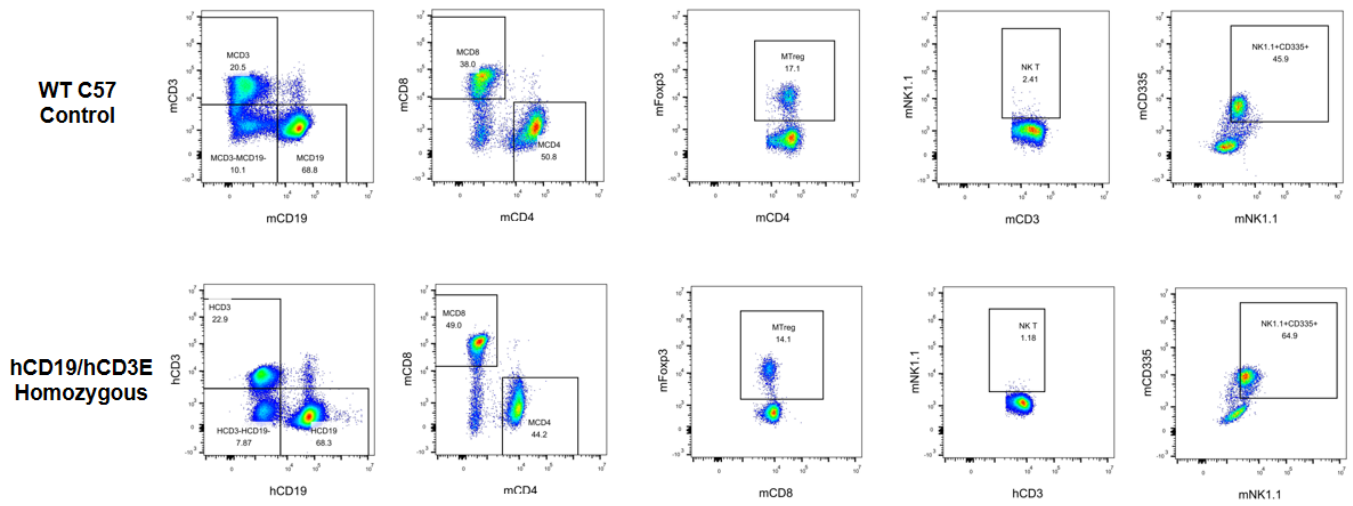 WT C57
Control
mCD3
MCD3
20.5
MCD3-MCD19-
10.1
MCD19
68.8
mCD19
mCD8
MCD8
38.0
MCD4
50.8
mCD4
mFoxp3
MTreg
17.1
mCD4
mNK1.1
NK T
2.41
mCD3
mCD335
NK1.1+CD335+
45.9
mNK1.1
hCD19/hCD3E
Homozygous
hCD3
HCD3
22.9
HCD3-HCD19-
7.87
HCD19
68.3
hCD19
mCD8
MCD8
49.0
MCD4
44.2
mCD4
mFoxp3
MTreg
14.1
mCD8
mNK1.1
NK T
1.18
hCD3
mCD335
NK1.1+CD335+
64.9
mNK1.1